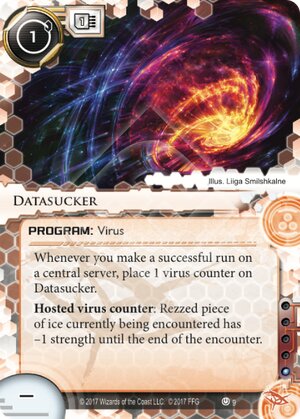 1
1
Illus. Liiga Smilshkalne
DATASUCKER
PROGRAM: Virus
Whenever you make a successful run on
a central server, place 1 virus counter on
Datasucker.
Hosted virus counter: Rezzed piece
of ice currently being encountered has
–1 strength until the end of the encounter.
–
© 2017 Wizards of the Coast LLC. © 2017 FFG
9